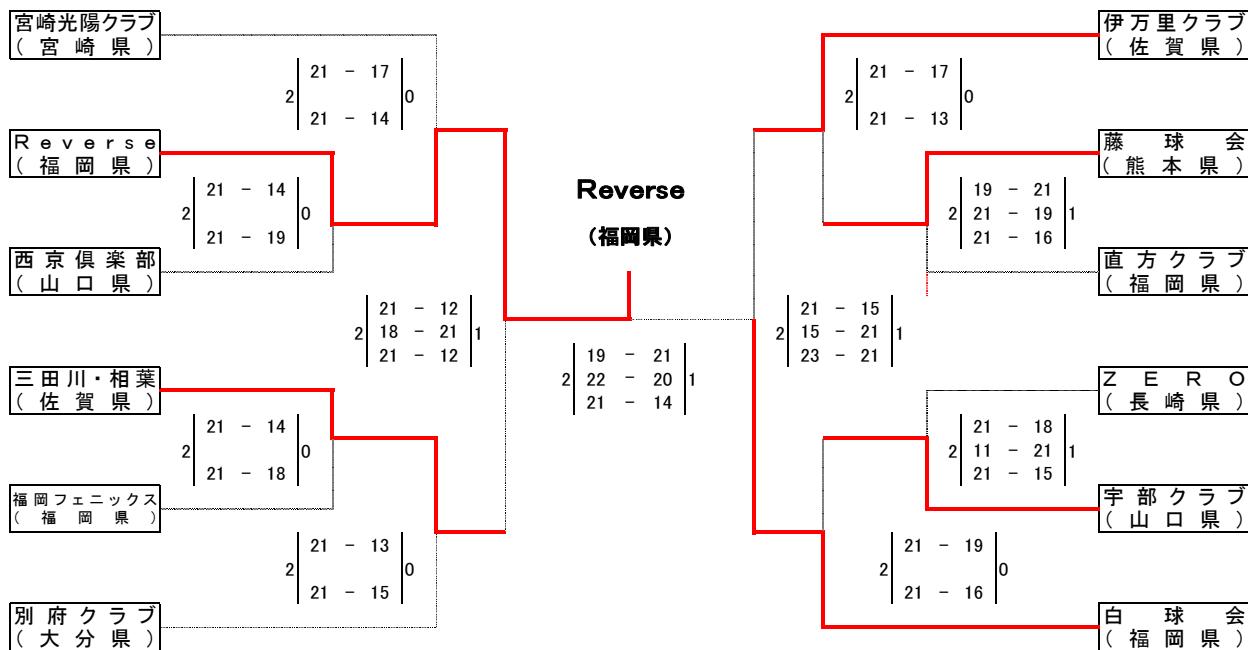 宮崎光陽クラブ
(宮崎県)
Reverse
(福岡県)
西京倶楽部
(山口県)
三田川・相葉
(佐賀県)
福岡フェニックス
(福岡県)
別府クラブ
(大分県)
2 21 - 17 0
21 - 14
2 21 - 14 0
21 - 19
21 - 12
2 18 - 21 1
21 - 12
2 21 - 14 0
21 - 18
2 21 - 13 0
21 - 15
Reverse
(福岡県)
19 - 21
2 22 - 20 1
21 - 14
2 21 - 17 0
21 - 13
19 - 21
2 21 - 19 1
21 - 16
21 - 15
2 15 - 21 1
23 - 21
21 - 18
2 11 - 21 1
21 - 15
2 21 - 19 0
21 - 16
伊万里クラブ
(佐賀県)
藤球会
(熊本県)
直方クラブ
(福岡県)
ZERO
(長崎県)
宇部クラブ
(山口県)
白球会
(福岡県)